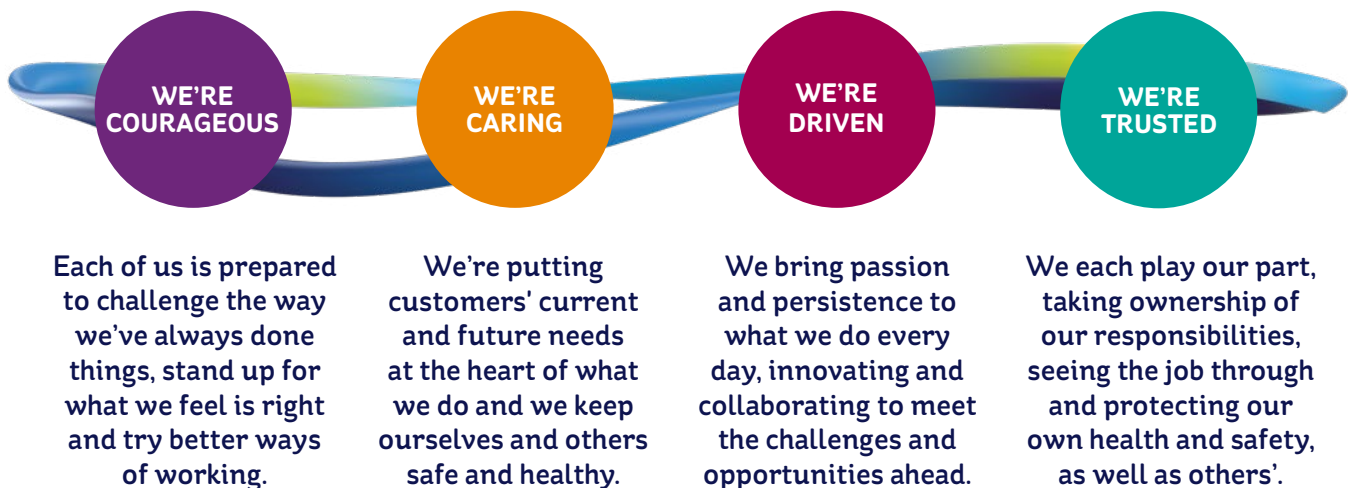 WE'RE
COURAGEOUS
Each of us is prepared
to challenge the way
we've always done
things, stand up for
what we feel is right
and try better ways
of working.
WE'RE
CARING
We're putting
customers' current
and future needs
at the heart of what
we do and we keep
ourselves and others
safe and healthy.
WE'RE
DRIVEN
We bring passion
and persistence to
what we do every
day, innovating and
collaborating to meet
the challenges and
opportunities ahead.
WE'RE
TRUSTED
We each play our part,
taking ownership of
our responsibilities,
seeing the job through
and protecting our
own health and safety,
as well as others'.